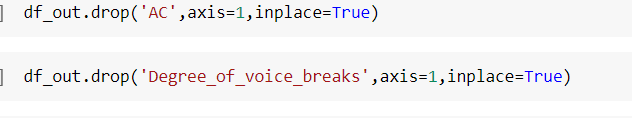 ] df_out.drop('AC',axis=1,inplace=True)
] df_out.drop('Degree_of_voice_breaks',axis=1,inplace=True)